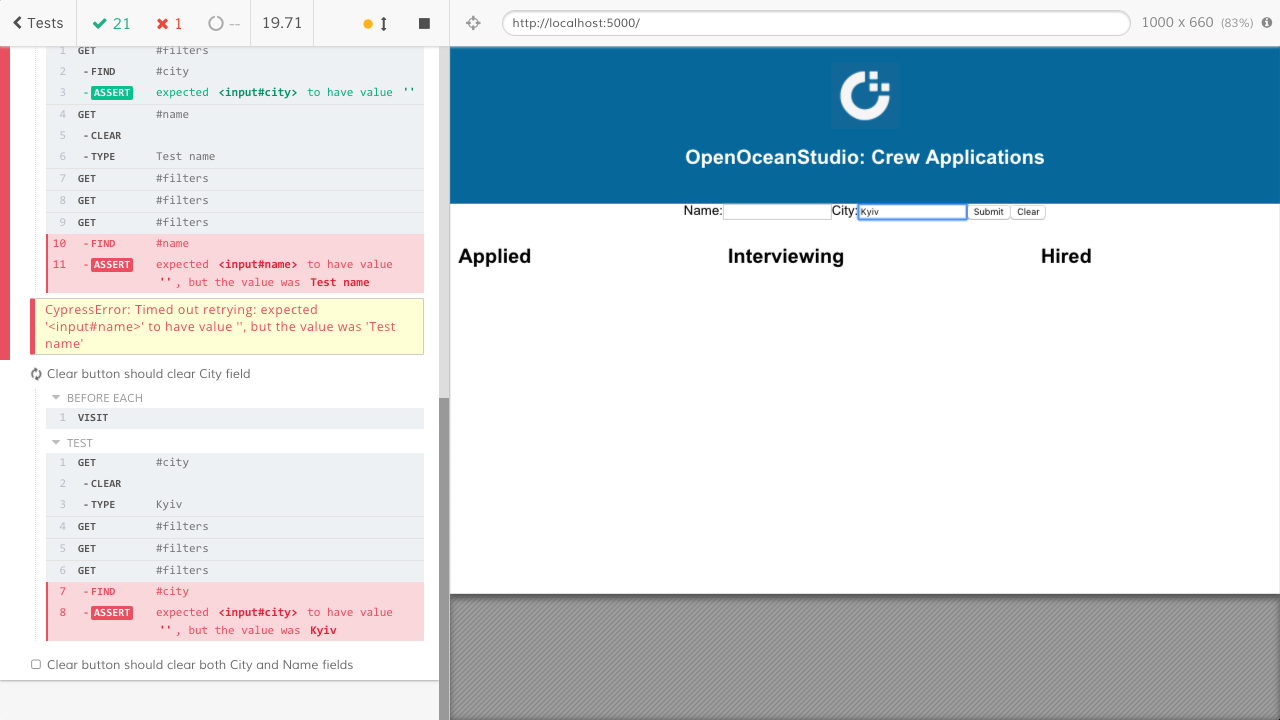 Tests
21
1
--
19.71
http://localhost:5000/
1000 x 660 (83%)
1 GET #filters
2 - FIND #city
3 - ASSERT expected <input#city> to have value ''
4 GET #name
5 - CLEAR
6 - TYPE Test name
7 GET #filters
8 GET #filters
9 GET #filters
10 - FIND #name
11 - ASSERT expected <input#name> to have value
'', but the value was Test name
CypressError: Timed out retrying: expected
'<input#name>' to have value '', but the value was 'Test
name'
Clear button should clear City field
BEFORE EACH
1 VISIT
TEST
1 GET #city
2 - CLEAR
3 - TYPE Kyiv
4 GET #filters
5 GET #filters
6 GET #filters
7 - FIND #city
8 - ASSERT expected <input#city> to have value
'', but the value was Kyiv
Clear button should clear both City and Name fields
OpenOceanStudio: Crew Applications
Name: City: Kyiv Submit Clear
Applied Interviewing Hired